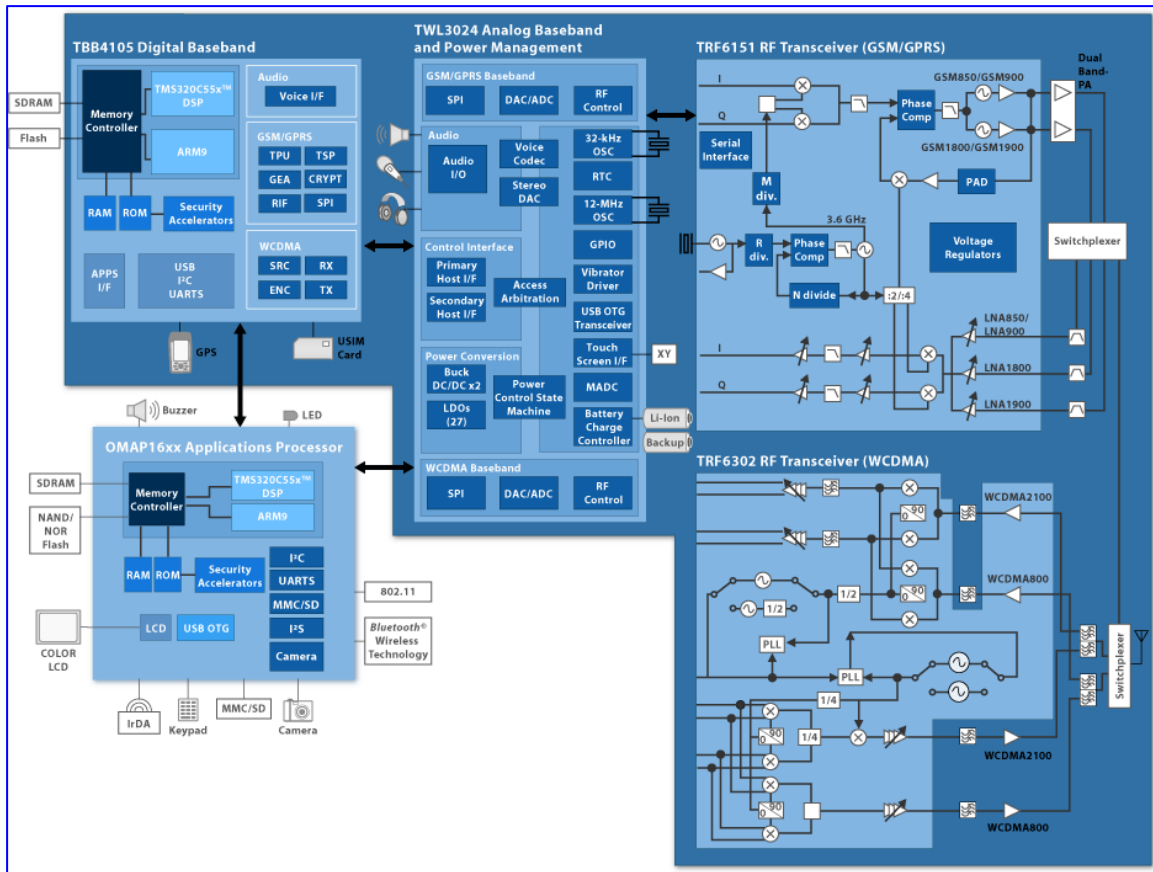 TBB4105 Digital Baseband
SDRAM
Flash
Memory
Controller
TMS320C55x™
DSP
ARM9
RAM
ROM
Security
Accelerators
APPS
I/F
USB
I²C
UARTS
Audio
Voice I/F
GSM/GPRS
TPU
TSP
GEA
CRYPT
RIF
SPI
WCDMA
SRC
RX
ENC
TX
GPS
USIM
Card
TWL3024 Analog Baseband
and Power Management
GSM/GPRS Baseband
SPI
DAC/ADC
RF
Control
Audio
Audio
I/O
Voice
Codec
Stereo
DAC
32-kHz
OSC
RTC
12-MHz
OSC
GPIO
Vibrator
Driver
USB OTG
Transceiver
Touch
Screen I/F
XY
MADC
Battery
Charge
Controller
Li-Ion
Backup
Control Interface
Primary
Host I/F
Secondary
Host I/F
Access
Arbitration
Power Conversion
Buck
DC/DC x2
LDOs
(27)
Power
Control State
Machine
WCDMA Baseband
SPI
DAC/ADC
RF
Control
TRF6151 RF Transceiver (GSM/GPRS)
I
Q
Serial
Interface
M
div.
Phase
Comp
GSM850/GSM900
GSM1800/GSM1900
Dual
Band-
PA
PAD
3.6 GHz
R
div.
Phase
Comp
N divide
:2/:4
Voltage
Regulators
Switchplexer
LNA850/
LNA900
LNA1800
LNA1900
I
Q
Buzzer
LED
OMAP16xx Applications Processor
SDRAM
NAND/
NOR
Flash
Memory
Controller
TMS320C55x™
DSP
ARM9
RAM
ROM
Security
Accelerators
I²C
UARTS
MMC/SD
I²S
Camera
LCD
USB OTG
802.11
Bluetooth®
Wireless
Technology
COLOR
LCD
IrDA
Keypad
MMC/SD
Camera
TRF6302 RF Transceiver (WCDMA)
0 90
WCDMA2100
0 90
WCDMA800
1/2
1/2
PLL
PLL
1/4
0 90
1/4
WCDMA2100
0 90
WCDMA800
Switchplexer